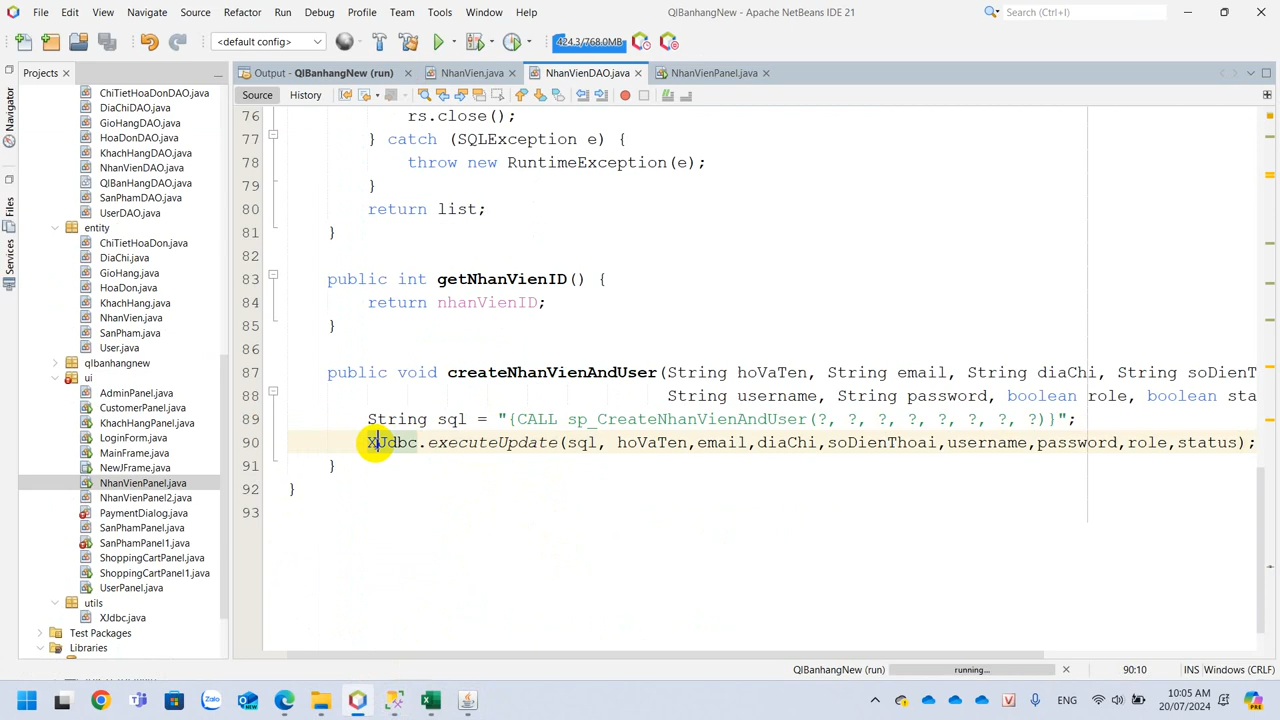 File Edit View Navigate Source Refactor Run Debug Profile Team Tools Window Help QlBanhangNew - Apache NetBeans IDE 21 Search (Ctrl+I)
<default config> 424.3/768.0MB
Projects Output - QlBanhangNew (run) NhanVien.java NhanVienDAO.java NhanVienPanel.java
Source History
Navigator
Files
Services
ChiTietHoaDonDAO.java
DiaChiDAO.java
GioHangDAO.java
HoaDonDAO.java
KhachHangDAO.java
NhanVienDAO.java
QlBanHangDAO.java
SanPhamDAO.java
UserDAO.java
entity
ChiTietHoaDon.java
DiaChi.java
GioHang.java
HoaDon.java
KhachHang.java
NhanVien.java
SanPham.java
User.java
qlbanhangnew
ui
AdminPanel.java
CustomerPanel.java
KhachHangPanel.java
LoginForm.java
MainFrame.java
NewJFrame.java
NhanVienPanel.java
NhanVienPanel2.java
PaymentDialog.java
SanPhamPanel.java
SanPhamPanel1.java
ShoppingCartPanel.java
ShoppingCartPanel1.java
UserPanel.java
utils
XJdbc.java
Test Packages
Libraries
76 rs.close();
77 } catch (SQLException e) {
78 throw new RuntimeException(e);
79 }
80 return list;
81 }
82
83 public int getNhanVienID() {
84 return nhanVienID;
85 }
86
87 public void createNhanVienAndUser(String hoVaTen, String email, String diaChi, String soDienT
88 String username, String password, boolean role, boolean sta
89 String sql = "{CALL sp_CreateNhanVienAndUser(?, ?, ?, ?, ?, ?, ?, ?)}";
90 XJdbc.executeUpdate(sql, hoVaTen,email,diaChi,soDienThoai,username,password,role,status);
91 }
92 }
93
QlBanhangNew (run) running... 90:10 INS Windows (CRLF)
Zalo ENG 10:05 AM
20/07/2024